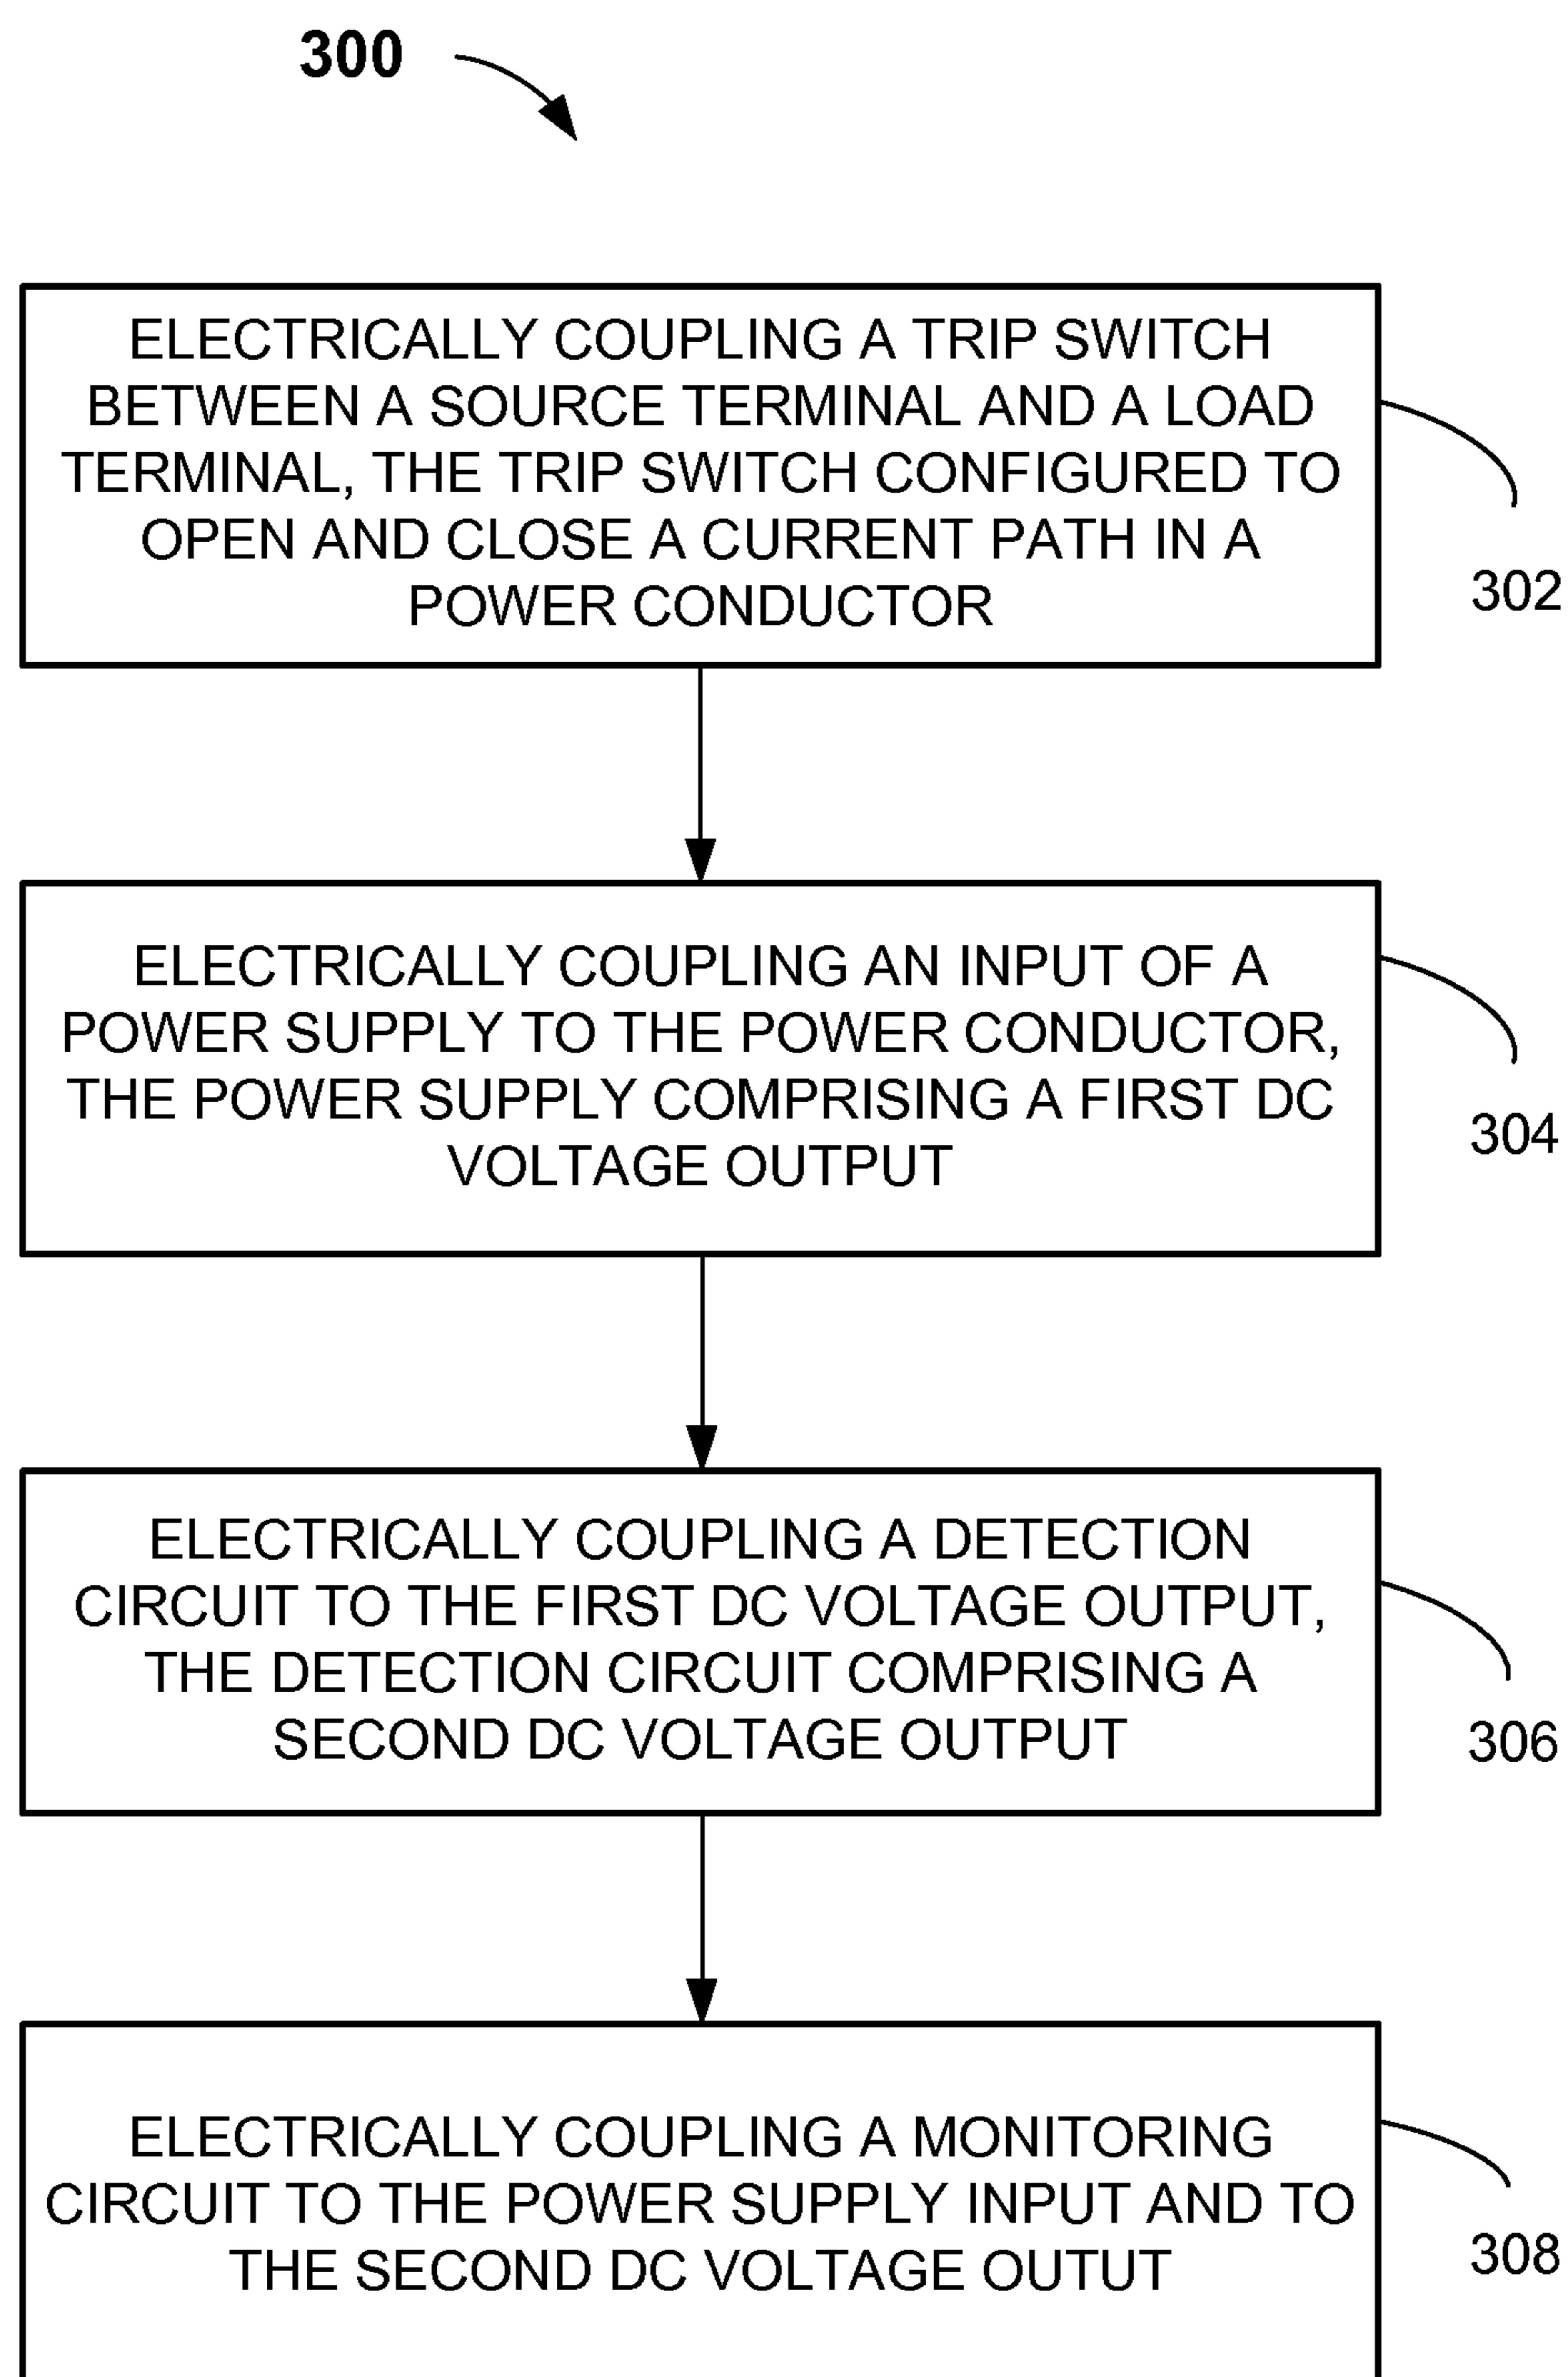 300
ELECTRICALLY COUPLING A TRIP SWITCH
BETWEEN A SOURCE TERMINAL AND A LOAD
TERMINAL, THE TRIP SWITCH CONFIGURED TO
OPEN AND CLOSE A CURRENT PATH IN A
POWER CONDUCTOR
302
ELECTRICALLY COUPLING AN INPUT OF A
POWER SUPPLY TO THE POWER CONDUCTOR,
THE POWER SUPPLY COMPRISING A FIRST DC
VOLTAGE OUTPUT
304
ELECTRICALLY COUPLING A DETECTION
CIRCUIT TO THE FIRST DC VOLTAGE OUTPUT,
THE DETECTION CIRCUIT COMPRISING A
SECOND DC VOLTAGE OUTPUT
306
ELECTRICALLY COUPLING A MONITORING
CIRCUIT TO THE POWER SUPPLY INPUT AND TO
THE SECOND DC VOLTAGE OUTUT
308